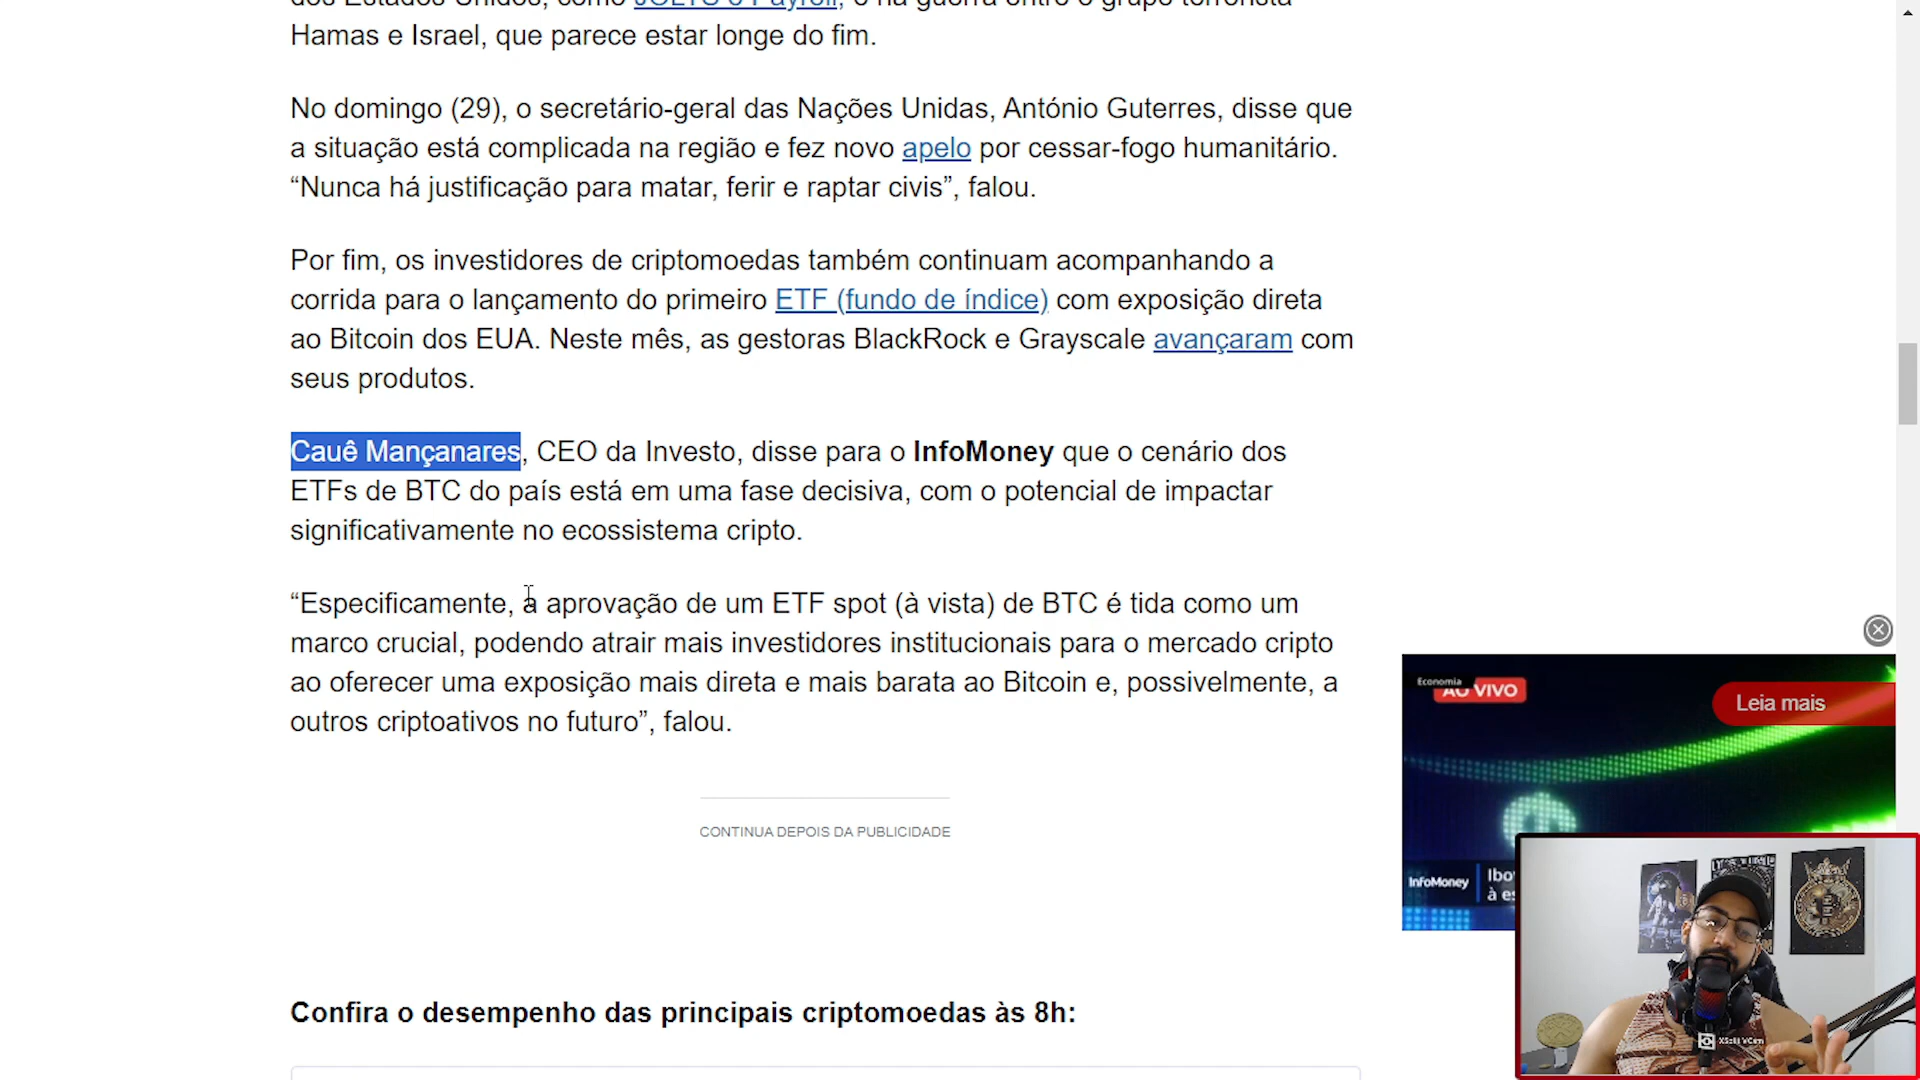 dos Estados Unidos, como JOLTS e Payroll, e na guerra entre o grupo terrorista
Hamas e Israel, que parece estar longe do fim.
No domingo (29), o secretário-geral das Nações Unidas, António Guterres, disse que
a situação está complicada na região e fez novo apelo por cessar-fogo humanitário.
“Nunca há justificação para matar, ferir e raptar civis”, falou.
Por fim, os investidores de criptomoedas também continuam acompanhando a
corrida para o lançamento do primeiro ETF (fundo de índice) com exposição direta
ao Bitcoin dos EUA. Neste mês, as gestoras BlackRock e Grayscale avançaram com
seus produtos.
Cauê Mançanares, CEO da Investo, disse para o InfoMoney que o cenário dos
ETFs de BTC do país está em uma fase decisiva, com o potencial de impactar
significativamente no ecossistema cripto.
“Especificamente, a aprovação de um ETF spot (à vista) de BTC é tida como um
marco crucial, podendo atrair mais investidores institucionais para o mercado cripto
ao oferecer uma exposição mais direta e mais barata ao Bitcoin e, possivelmente, a
outros criptoativos no futuro”, falou.
Economia
AO VIVO
Leia mais
CONTINUA DEPOIS DA PUBLICIDADE
InfoMoney
Ibo
à es
XSplit VCam
Confira o desempenho das principais criptomoedas às 8h: